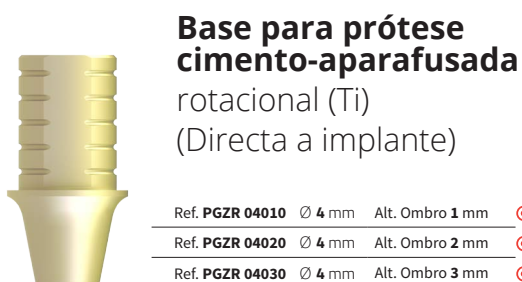 Base para prótese
cimento-aparafusada
rotacional (Ti)
(Directa a implante)
Ref. PGZR 04010 Ø 4 mm Alt. Ombro 1 mm
Ref. PGZR 04020 Ø 4 mm Alt. Ombro 2 mm
Ref. PGZR 04030 Ø 4 mm Alt. Ombro 3 mm